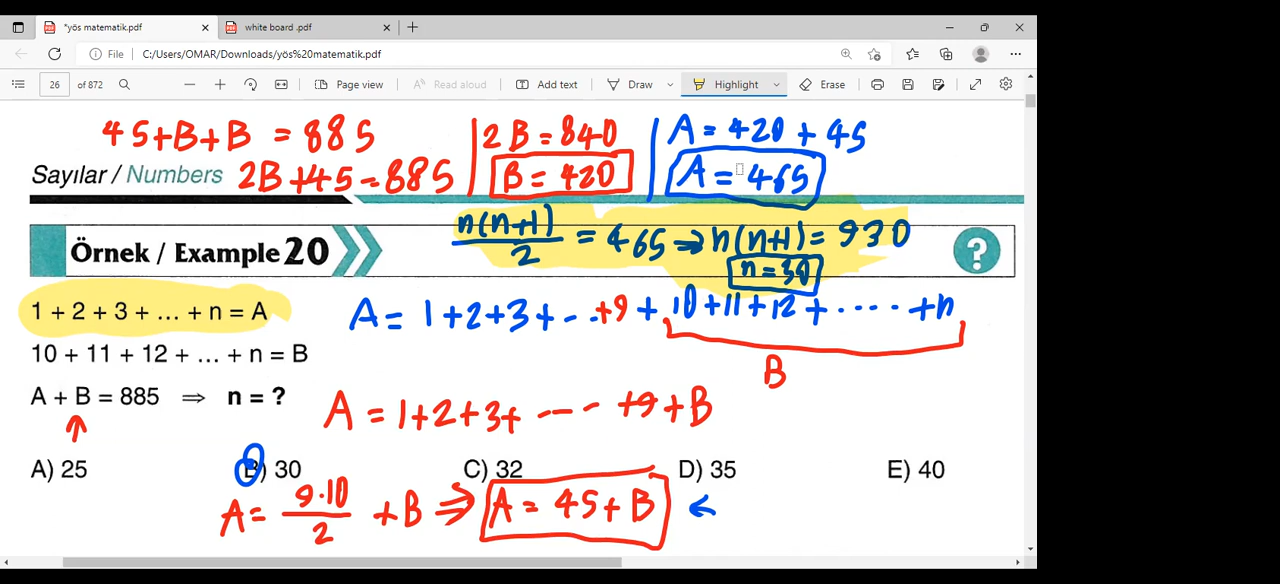 *yös matematik.pdf
white board .pdf
File C:/Users/OMAR/Downloads/yös%20matematik.pdf
26 of 872 Page view Read aloud Add text Draw Highlight Erase
45+B+B = 885
2B+45=885
2B=840
B=420
A=420+45
A=465
Sayılar / Numbers
Örnek / Example 20
n(n+1)/2 = 465 ⇒ n(n+1)=930
n=30
?
1 + 2 + 3 + ... + n = A
A= 1+2+3+ -.. +9 + 10+11+12+ ..... +n
B
10 + 11 + 12 + ... + n = B
A + B = 885 ⇒ n = ?
A = 1+2+3+ ---- +9+B
A) 25 B) 30 C) 32 D) 35 E) 40
A= 9·10/2 +B ⇒ A= 45+B ←